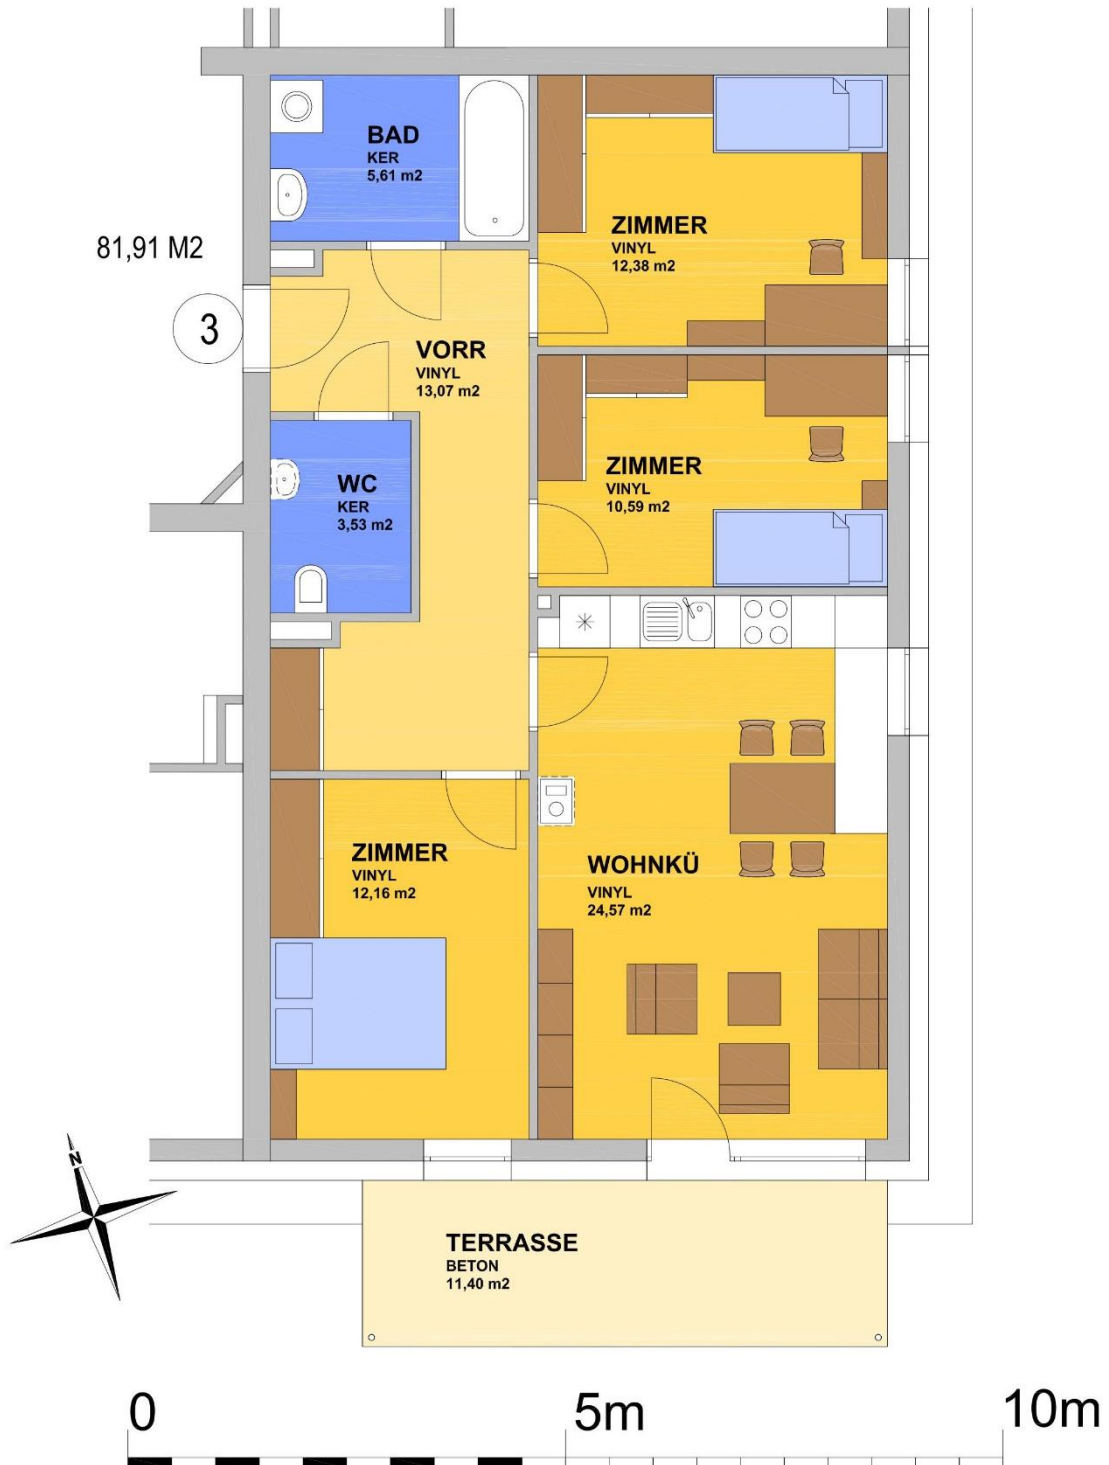 BAD
KER
5,61 m2
ZIMMER
VINYL
12,38 m2
81,91 M2
3
VORR
VINYL
13,07 m2
ZIMMER
VINYL
10,59 m2
WC
KER
3,53 m2
ZIMMER
VINYL
12,16 m2
WOHNKÜ
VINYL
24,57 m2
N
TERRASSE
BETON
11,40 m2
0 5m 10m